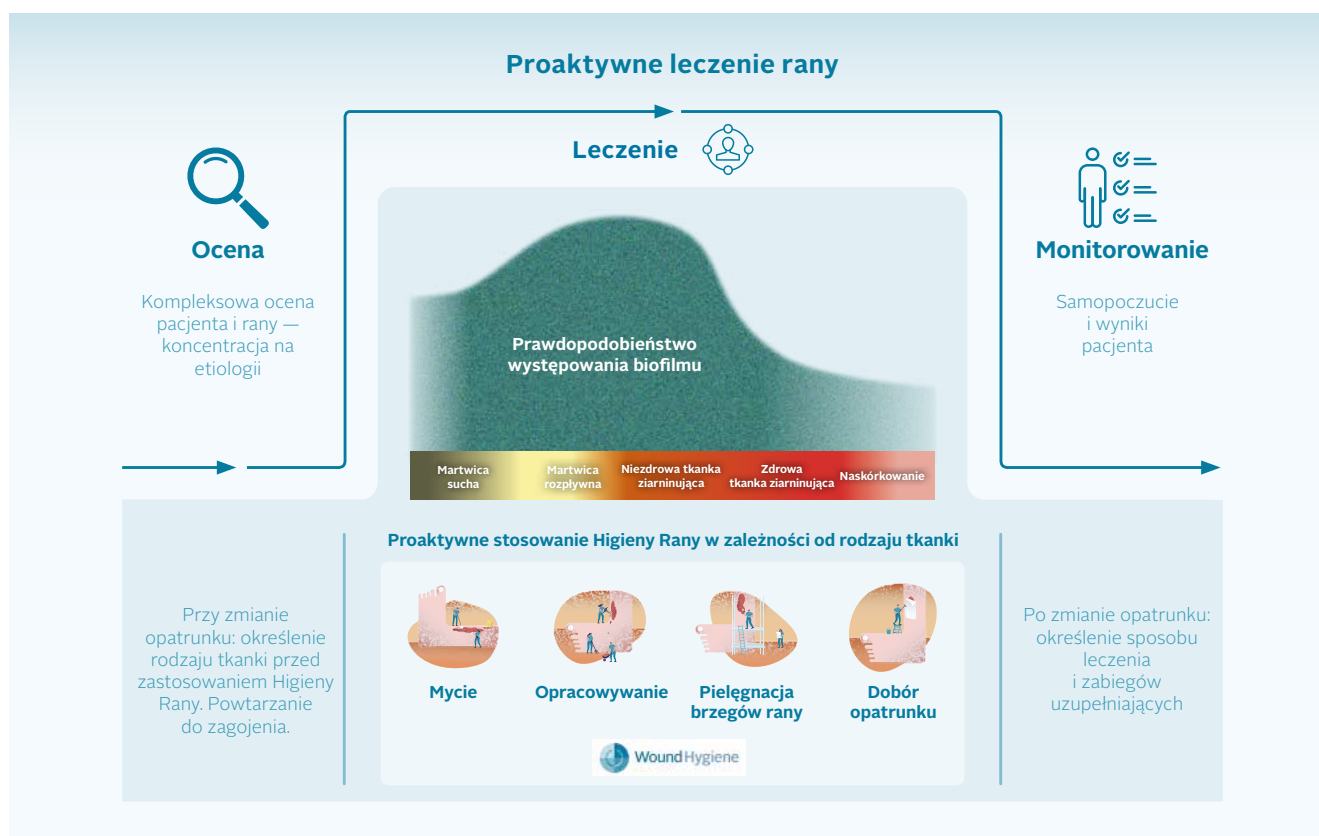 Proaktywne leczenie rany
Leczenie
Ocena
Kompleksowa ocena
pacjenta i rany —
koncentracja na
etiologii
Prawdopodobieństwo
występowania biofilmu
Martwica
sucha
Martwica
rozpływna
Niezdrowa tkanka
ziarninująca
Zdrowa
tkanka ziarninująca
Naskórkowanie
Monitorowanie
Samopoczucie
i wyniki
pacjenta
Przy zmianie
opatrunku: określenie
rodzaju tkanki przed
zastosowaniem Higieny
Rany. Powtarzanie
do zagojenia.
Proaktywne stosowanie Higieny Rany w zależności od rodzaju tkanki
Mycie
Opracowywanie
Pielęgnacja
brzegów rany
Dobór
opatrunku
WoundHygiene
Po zmianie opatrunku:
określenie sposobu
leczenia
i zabiegów
uzupełniających